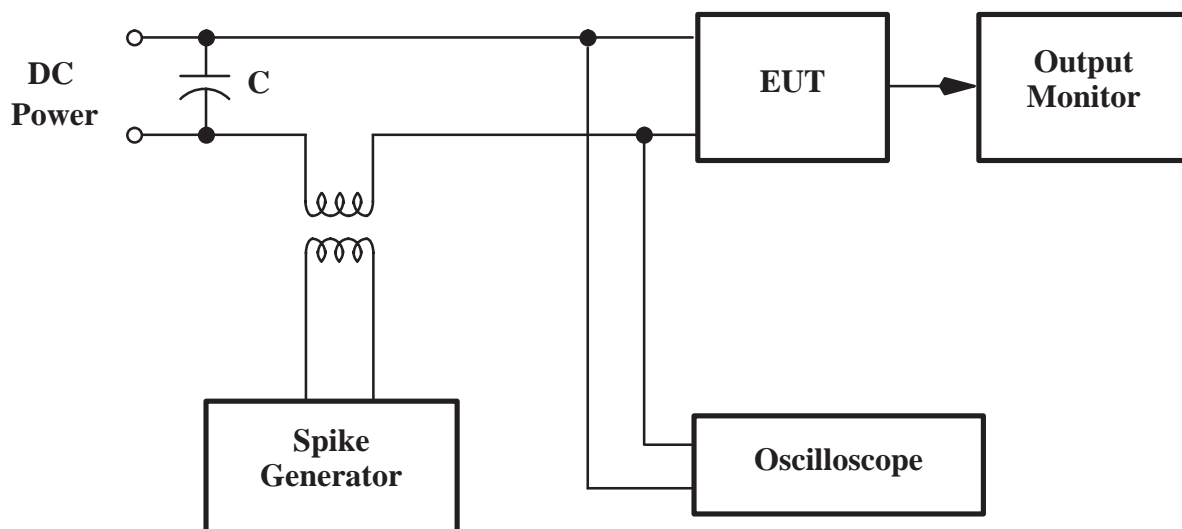 DC
Power
C
EUT
Output
Monitor
Spike
Generator
Oscilloscope